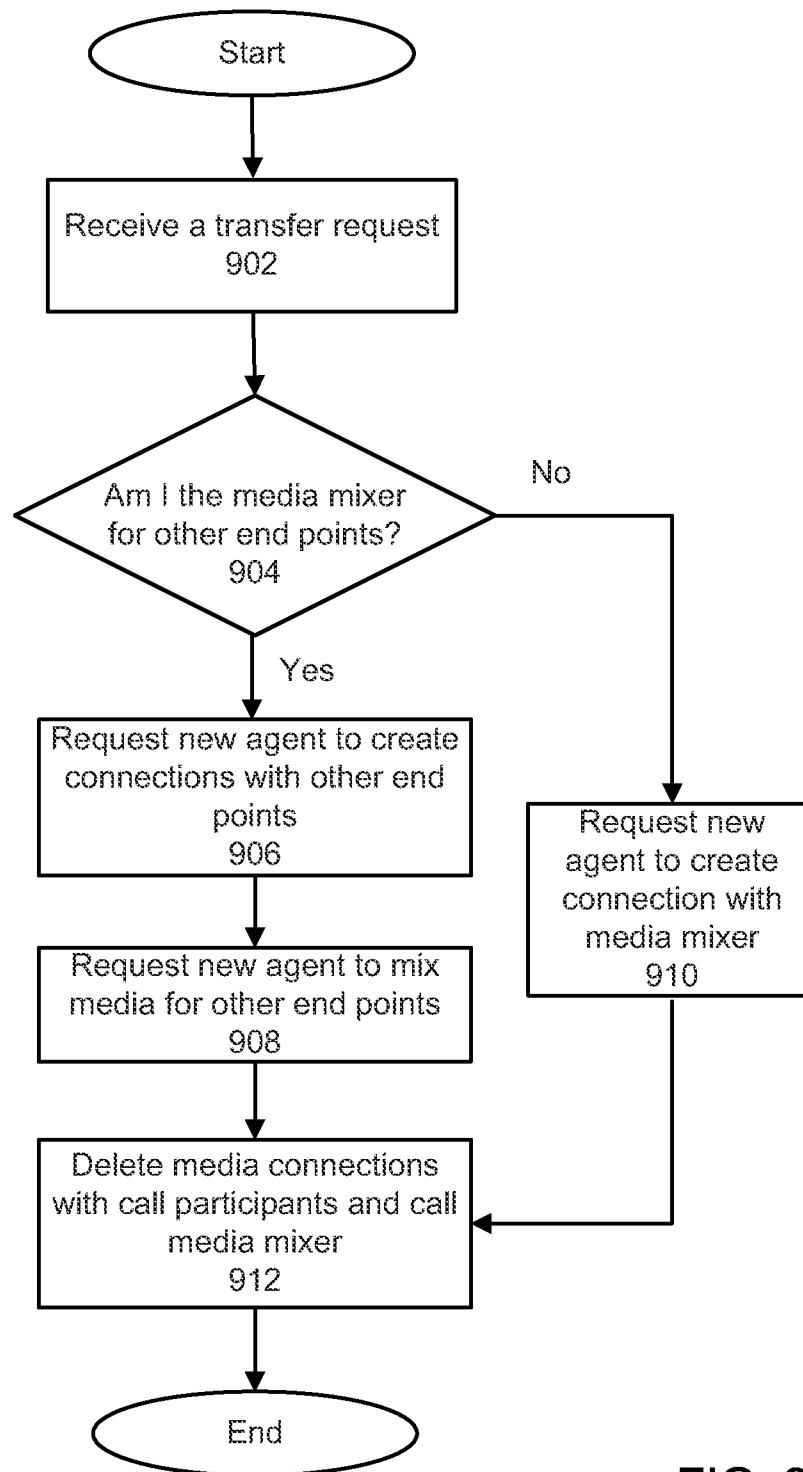 Start
Receive a transfer request
902
No
Am I the media mixer
for other end points?
904
Yes
Request new agent to create
connections with other end
points
906
Request new
agent to create
connection with
media mixer
910
Request new agent to mix
media for other end points
908
Delete media connections
with call participants and call
media mixer
912
End
FIG.